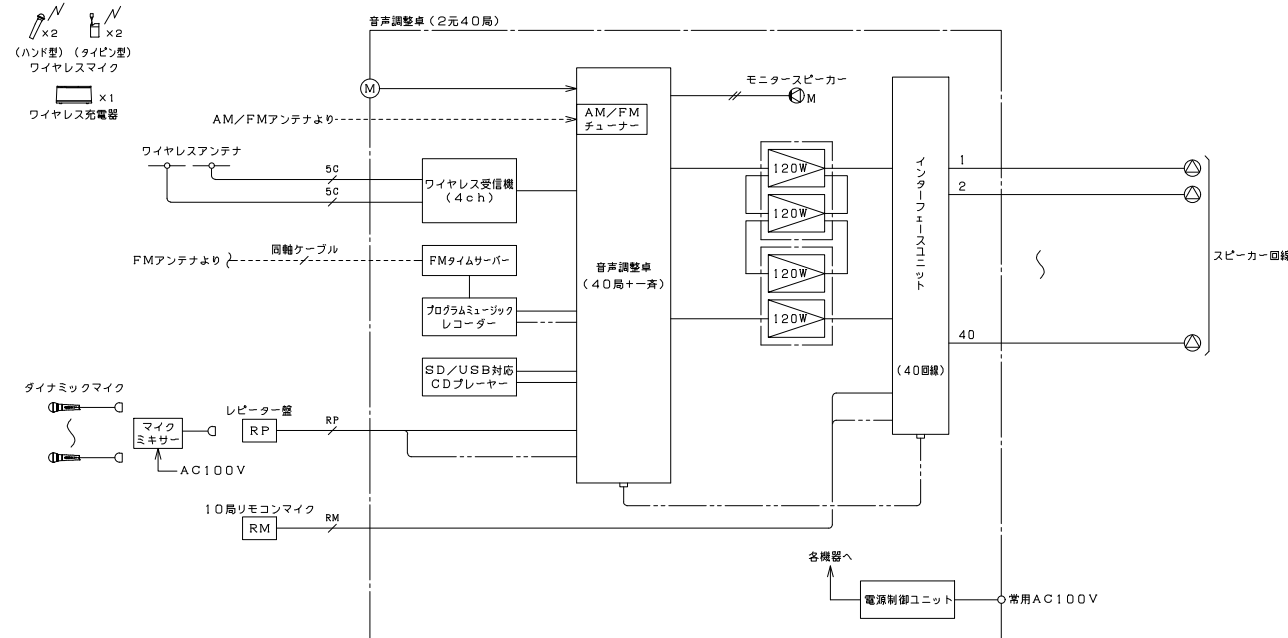 ×2
×2
(ハンド型)
(タイピン型)
ワイヤレスマイク
×1
ワイヤレス充電器
音声調整卓(2元40局)
M
AM/FMアンテナより
AM/FM
チューナー
モニタースピーカー
M
ワイヤレスアンテナ
5C
5C
ワイヤレス受信機
(4ch)
FMアンテナより
同軸ケーブル
FMタイムサーバー
プログラムミュージック
レコーダー
SD/USB対応
CDプレーヤー
音声調整卓
(40局+一斉)
120W
120W
120W
120W
インターフェースユニット
(40回線)
1
2
40
スピーカー回線
ダイナミックマイク
マイク
ミキサー
AC100V
レピーター盤
RP
RP
10局リモコンマイク
RM
RM
各機器へ
電源制御ユニット
常用AC100V